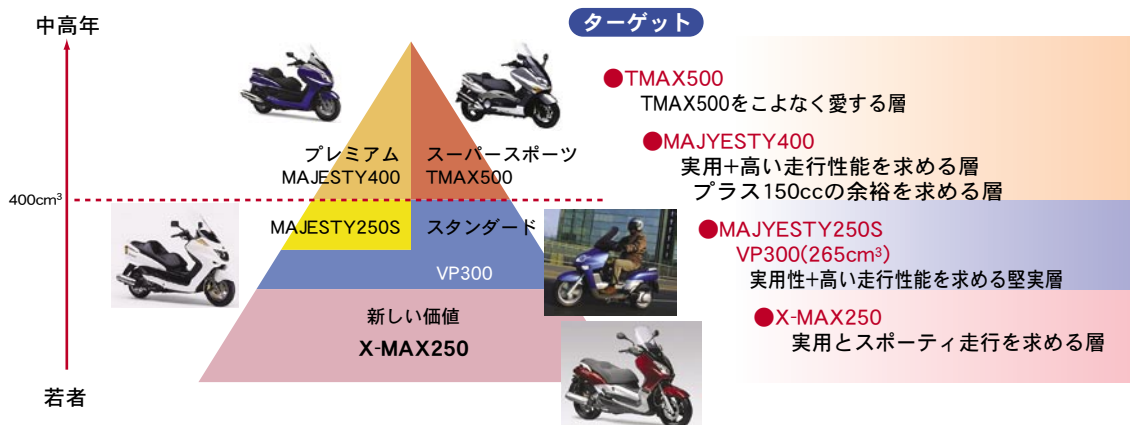 中高年
ターゲット
●TMAX500
TMAX500をこよなく愛する層
●MAJYESTY400
実用+高い走行性能を求める層
プラス150ccの余裕を求める層
プレミアム
MAJESTY400
スーパースポーツ
TMAX500
400cm³
MAJESTY250S
スタンダード
●MAJYESTY250S
VP300(265cm³)
実用性+高い走行性能を求める堅実層
VP300
新しい価値
X-MAX250
●X-MAX250
実用とスポーティ走行を求める層
若者